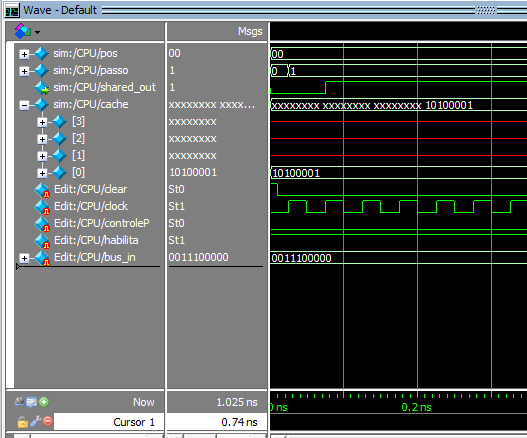 Wave - Default
Msgs
sim:/CPU/pos 00 00
sim:/CPU/passo 1 0 1
sim:/CPU/shared_out 1
sim:/CPU/cache xxxxxxxx xxxx... xxxxxxxx xxxxxxxx xxxxxxxx 10100001
[3] xxxxxxxx
[2] xxxxxxxx
[1] xxxxxxxx
[0] 10100001 10100001
Edit:/CPU/clear St0
Edit:/CPU/clock St1
Edit:/CPU/controleP St0
Edit:/CPU/habilita St1
Edit:/CPU/bus_in 0011100000 0011100000
Now 1.025 ns ns 0.2 ns
Cursor 1 0.74 ns